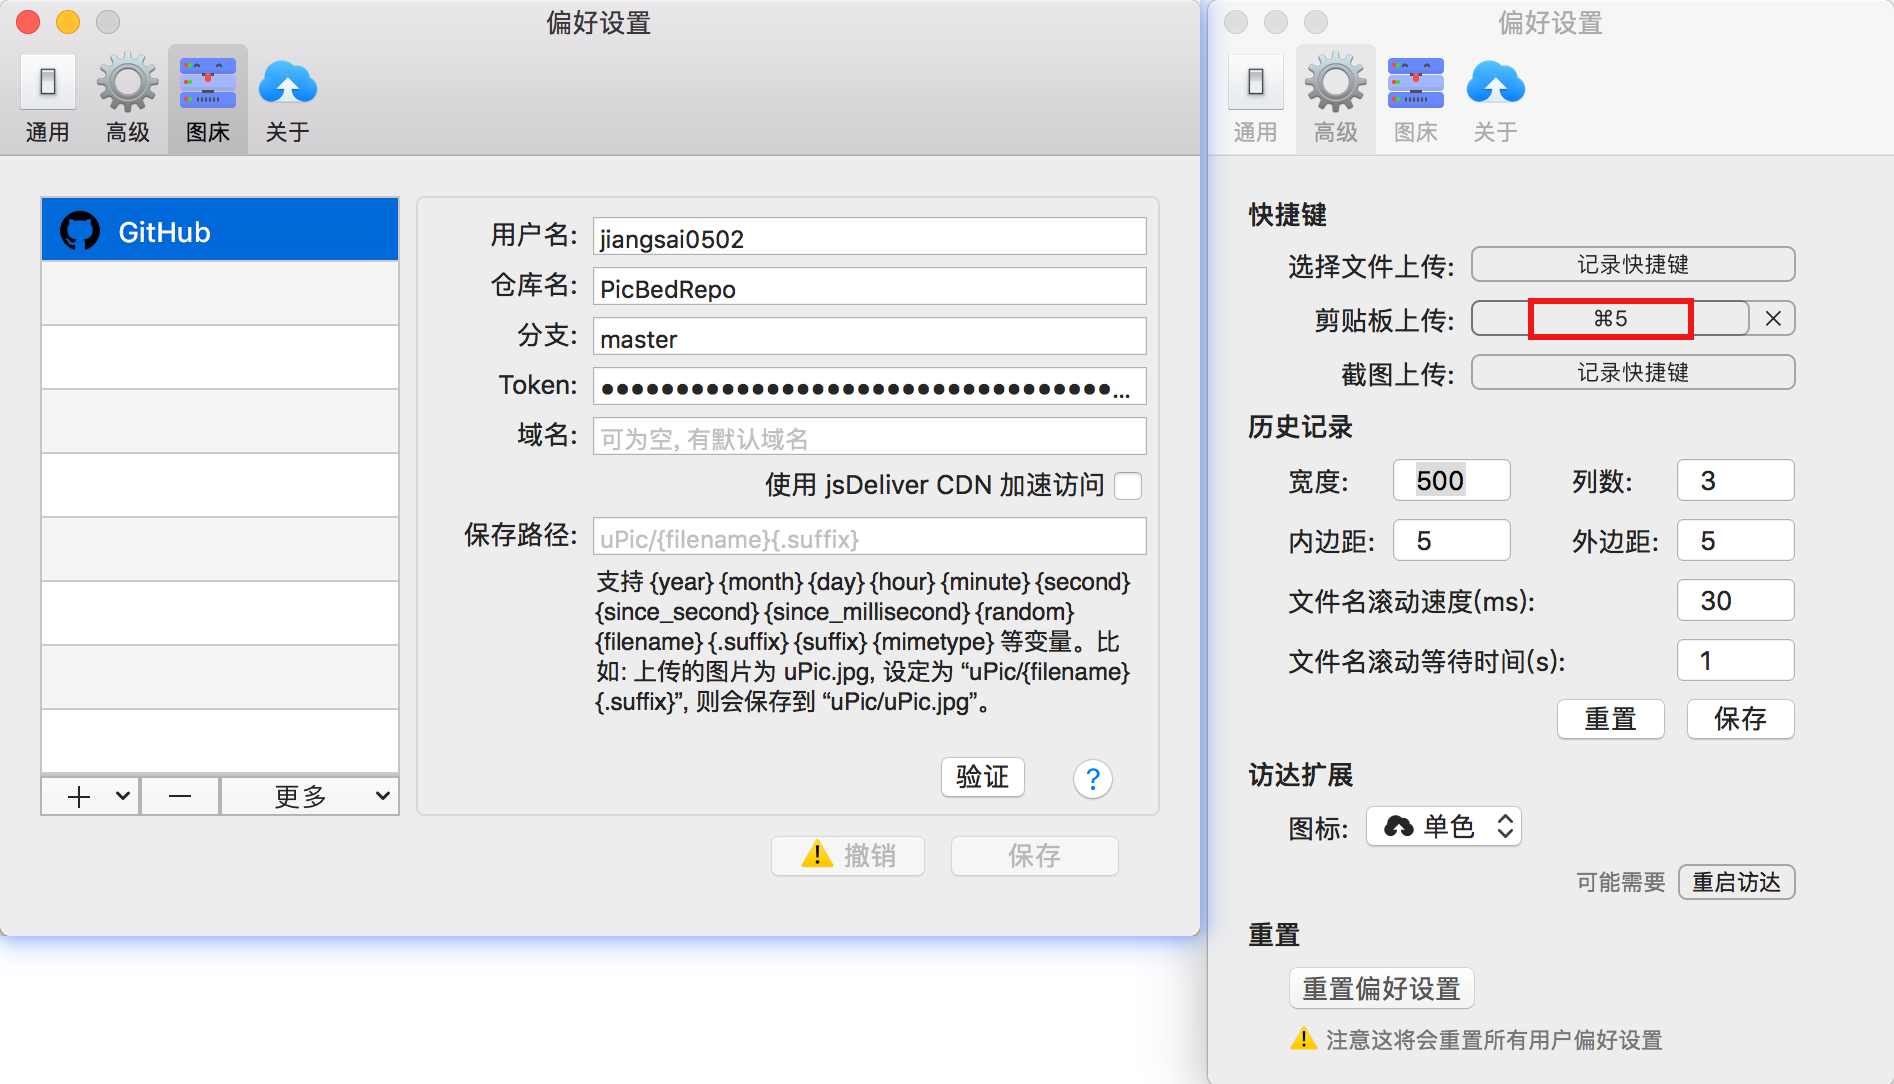 偏好设置
通用
高级
图床
关于
GitHub
用户名:
jiangsai0502
仓库名:
PicBedRepo
分支:
master
Token:
●●●●●●●●●●●●●●●●●●●●●●●●●●●●●●●●●●...
域名:
可为空, 有默认域名
使用 jsDeliver CDN 加速访问
保存路径:
uPic/{filename}{.suffix}
支持 {year} {month} {day} {hour} {minute} {second}
{since_second} {since_millisecond} {random}
{filename} {.suffix} {suffix} {mimetype} 等变量。比
如: 上传的图片为 uPic.jpg, 设定为 “uPic/{filename}
{.suffix}”, 则会保存到 “uPic/uPic.jpg”。
验证
?
更多
撤销
保存
偏好设置
通用
高级
图床
关于
快捷键
选择文件上传:
记录快捷键
剪贴板上传:
⌘5
截图上传:
记录快捷键
历史记录
宽度:
500
列数:
3
内边距:
5
外边距:
5
文件名滚动速度(ms):
30
文件名滚动等待时间(s):
1
重置
保存
访达扩展
图标:
单色
可能需要
重启访达
重置
重置偏好设置
注意这将会重置所有用户偏好设置